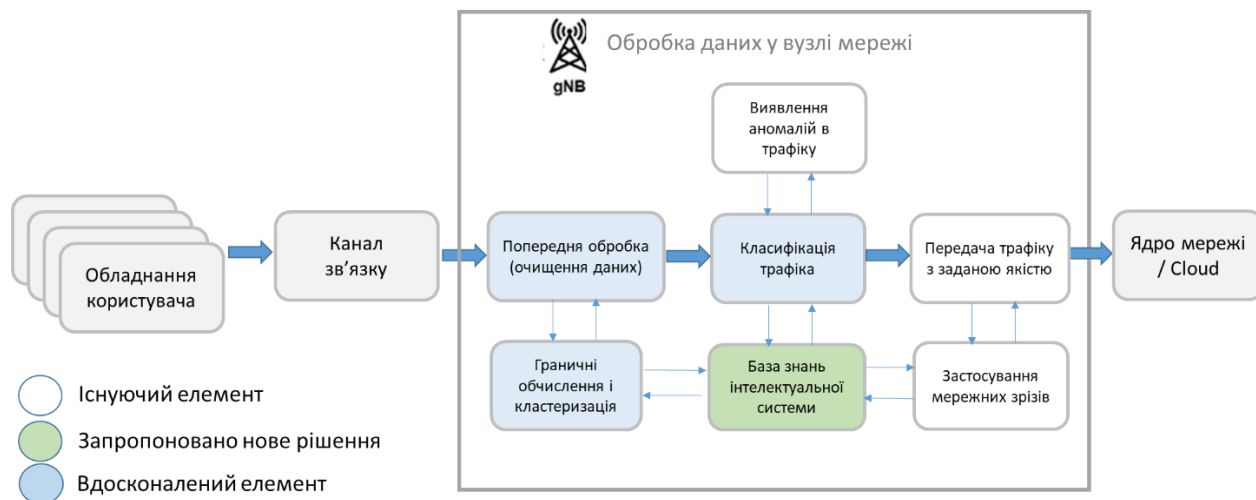 Обробка даних у вузлі мережі
gNB
Виявлення
аномалій в
трафіку
Обладнання
користувача
Канал
зв’язку
Попередня обробка
(очищення даних)
Класифікація
трафіка
Передача трафіку
з заданою якістю
Ядро мережі
/ Cloud
Граничні
обчислення і
кластеризація
База знань
інтелектуальної
системи
Застосування
мережних зрізів
Існуючий елемент
Запропоновано нове рішення
Вдосконалений елемент